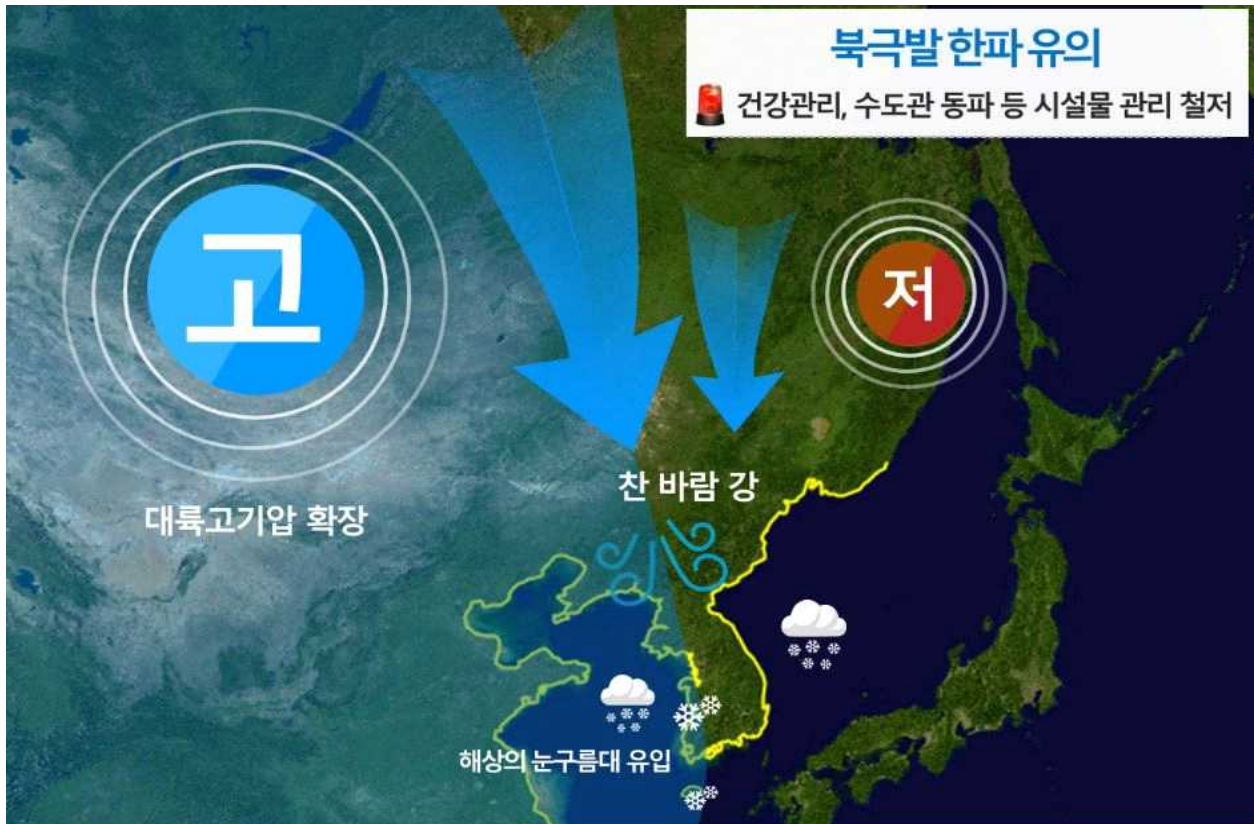 북극발 한파 유의
건강관리, 수도관 동파 등 시설물 관리 철저
고
저
찬 바람 강
대륙고기압 확장
해상의 눈구름대 유입